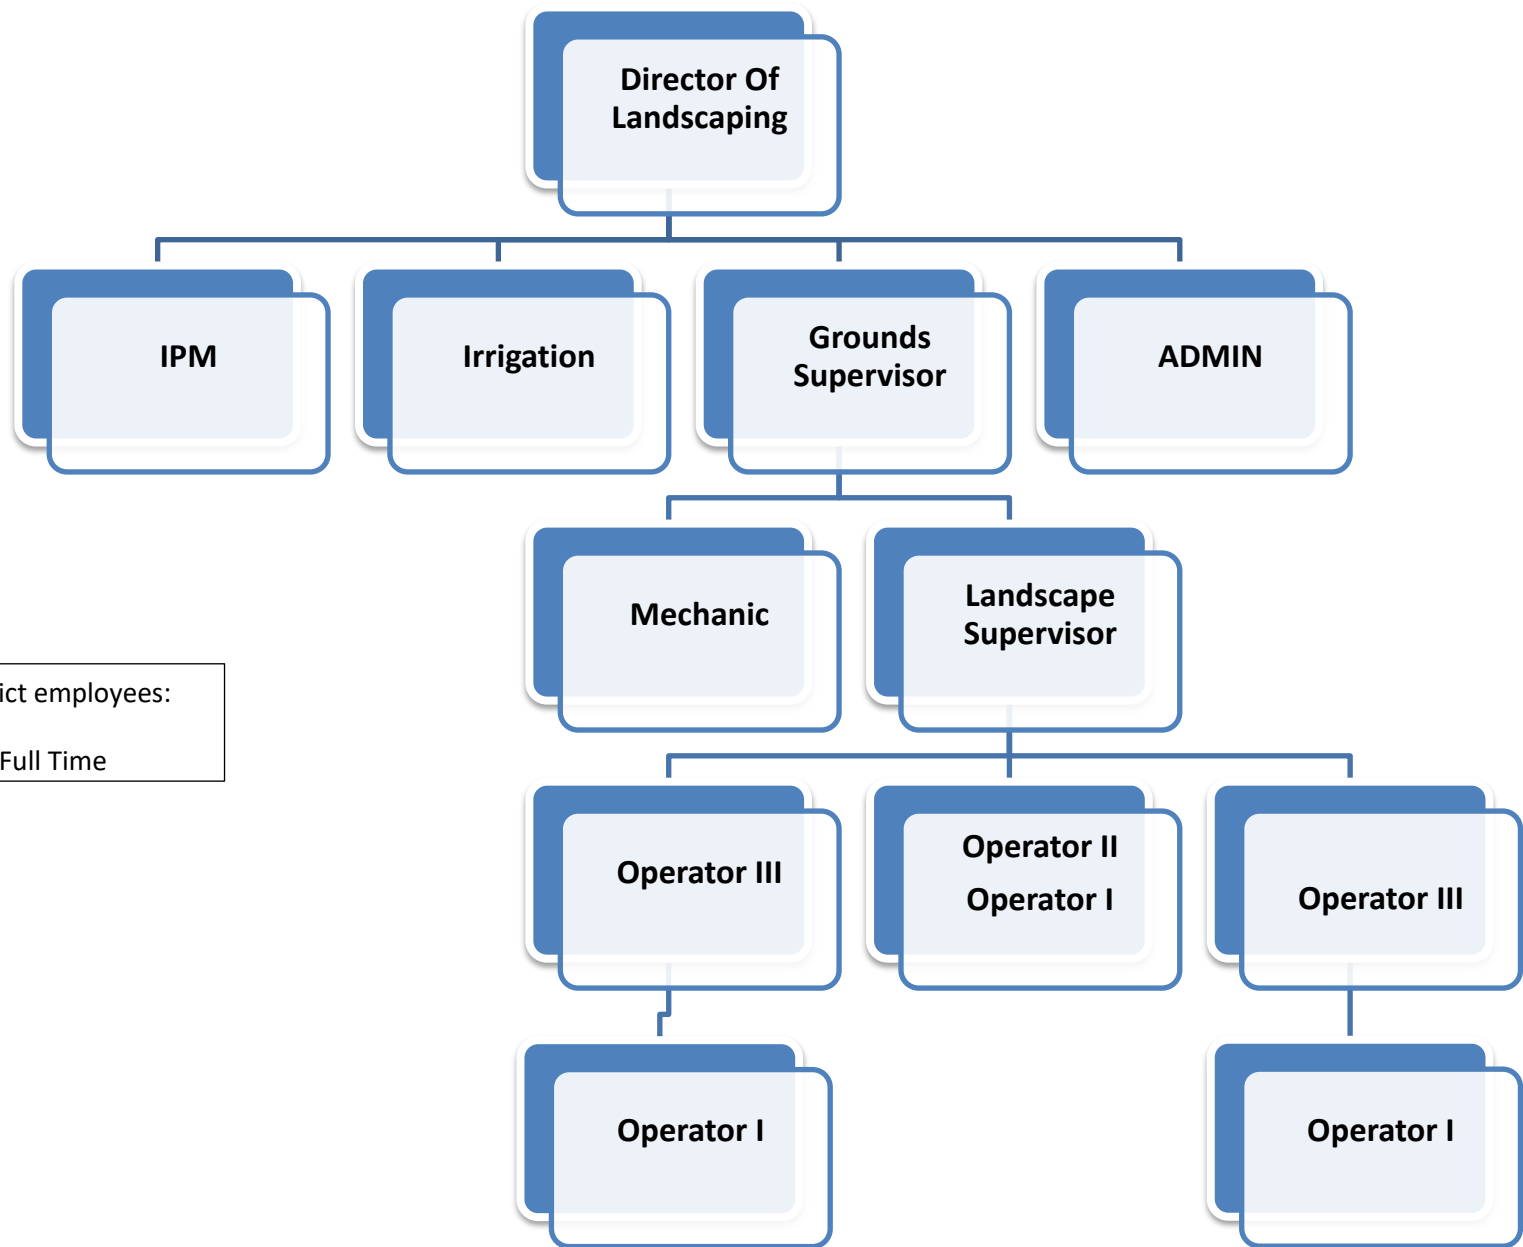 Director Of
Landscaping
IPM
Irrigation
Grounds
Supervisor
ADMIN
Mechanic
Landscape
Supervisor
employees:
Full Time
Operator III
Operator II
Operator I
Operator III
Operator I
Operator I